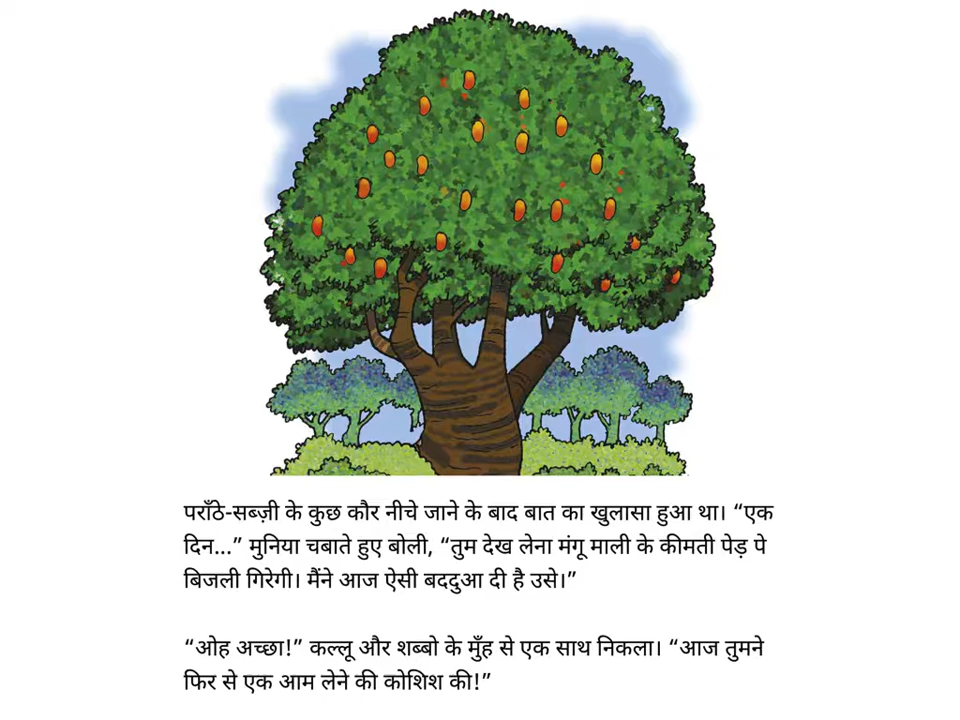 पराँठे-सब्ज़ी के कुछ कौर नीचे जाने के बाद बात का खुलासा हुआ था। “एक
दिन...” मुनिया चबाते हुए बोली, “तुम देख लेना मंगू माली के कीमती पेड़ पे
बिजली गिरेगी। मैंने आज ऐसी बददुआ दी है उसे।”
“ओह अच्छा!” कल्लू और शब्बो के मुँह से एक साथ निकला। “आज तुमने
फिर से एक आम लेने की कोशिश की!”